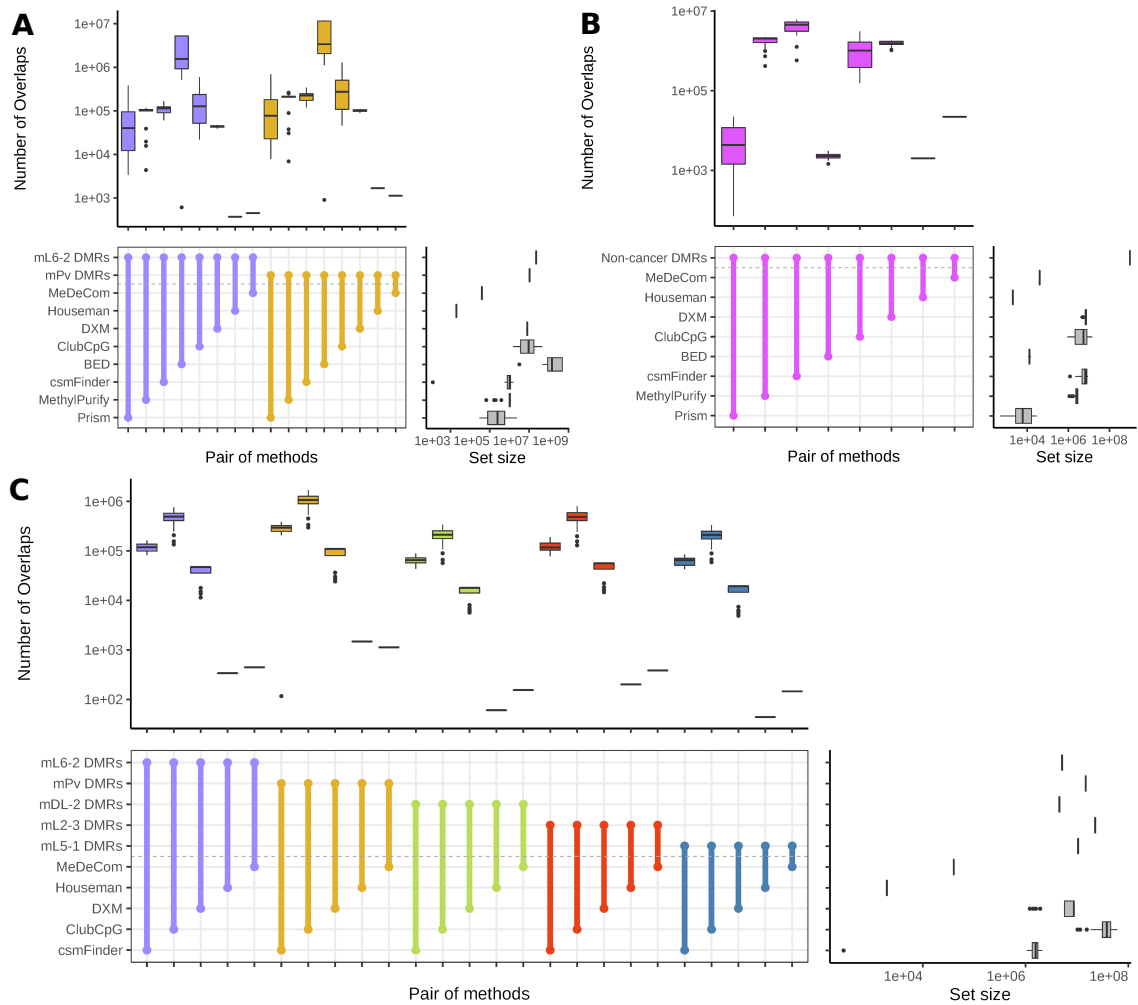 A
Number of Overlaps
1e+07
1e+06
1e+05
1e+04
1e+03
mL6-2 DMRs
mPv DMRs
MeDeCom
Houseman
DXM
ClubCpG
BED
csmFinder
MethylPurify
Prism
Pair of methods
1e+03 1e+05 1e+07 1e+09
Set size
B
Number of Overlaps
1e+07
1e+05
1e+03
Non-cancer DMRs
MeDeCom
Houseman
DXM
ClubCpG
BED
csmFinder
MethylPurify
Prism
Pair of methods
1e+04 1e+06 1e+08
Set size
C
Number of Overlaps
1e+06
1e+05
1e+04
1e+03
1e+02
mL6-2 DMRs
mPv DMRs
mDL-2 DMRs
mL2-3 DMRs
mL5-1 DMRs
MeDeCom
Houseman
DXM
ClubCpG
csmFinder
Pair of methods
1e+04 1e+06 1e+08
Set size